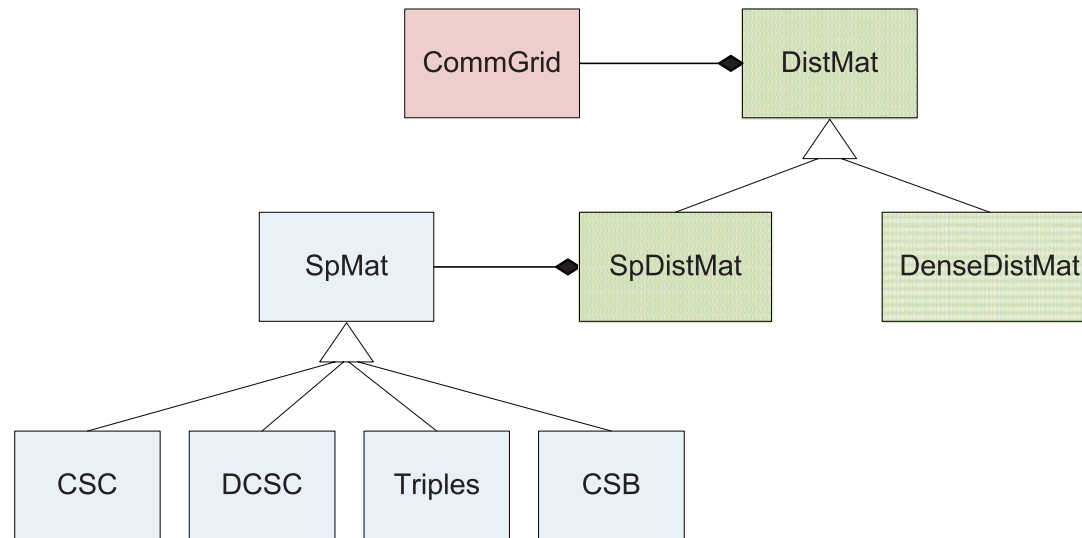 CommGrid
DistMat
SpMat
SpDistMat
DenseDistMat
CSC
DCSC
Triples
CSB